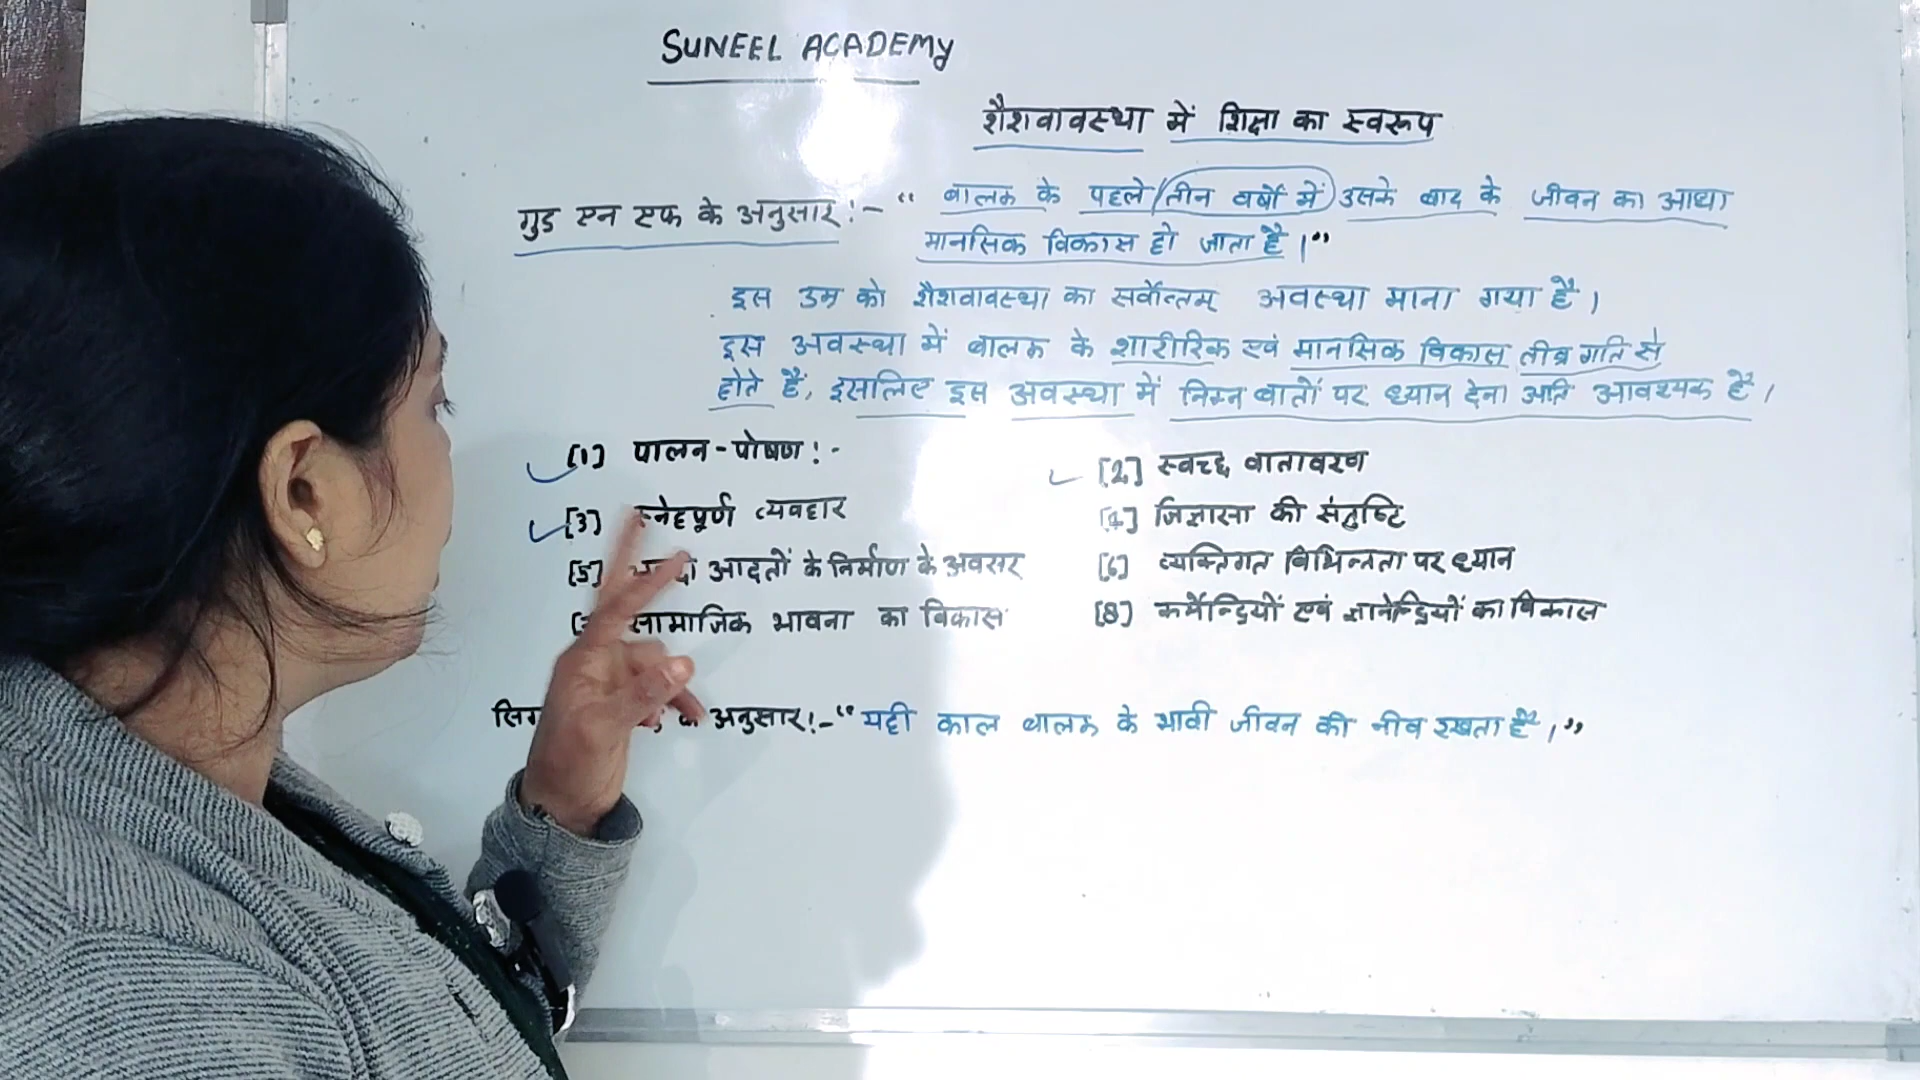 SUNEEL ACADEMY
शैशवावस्था में शिक्षा का स्वरूप
गुड एन एफ के अनुसार :- “ बालक के पहले तीन वर्षों में उसके बाद के जीवन का आधा
मानसिक विकास हो जाता है।”
इस उम्र को शैशवावस्था का सर्वोत्तम् अवस्था माना गया है।
इस अवस्था में बालक के शारीरिक एवं मानसिक विकास तीव्र गति से
होते हैं, इसलिए इस अवस्था में निम्न बातों पर ध्यान देना अति आवश्यक है।
[1] पालन-पोषण :-
[2] स्वच्छ वातावरण
[3] स्नेहपूर्ण व्यवहार
[4] जिज्ञासा की संतुष्टि
[5] आदतों के निर्माण के अवसर
[6] व्यक्तिगत विभिन्नता पर ध्यान
सामाजिक भावना का विकास
[8] कर्मेन्द्रियों एवं ज्ञानेन्द्रियों का विकास
के अनुसार :- “यही काल बालक के भावी जीवन की नीव रखता है।”